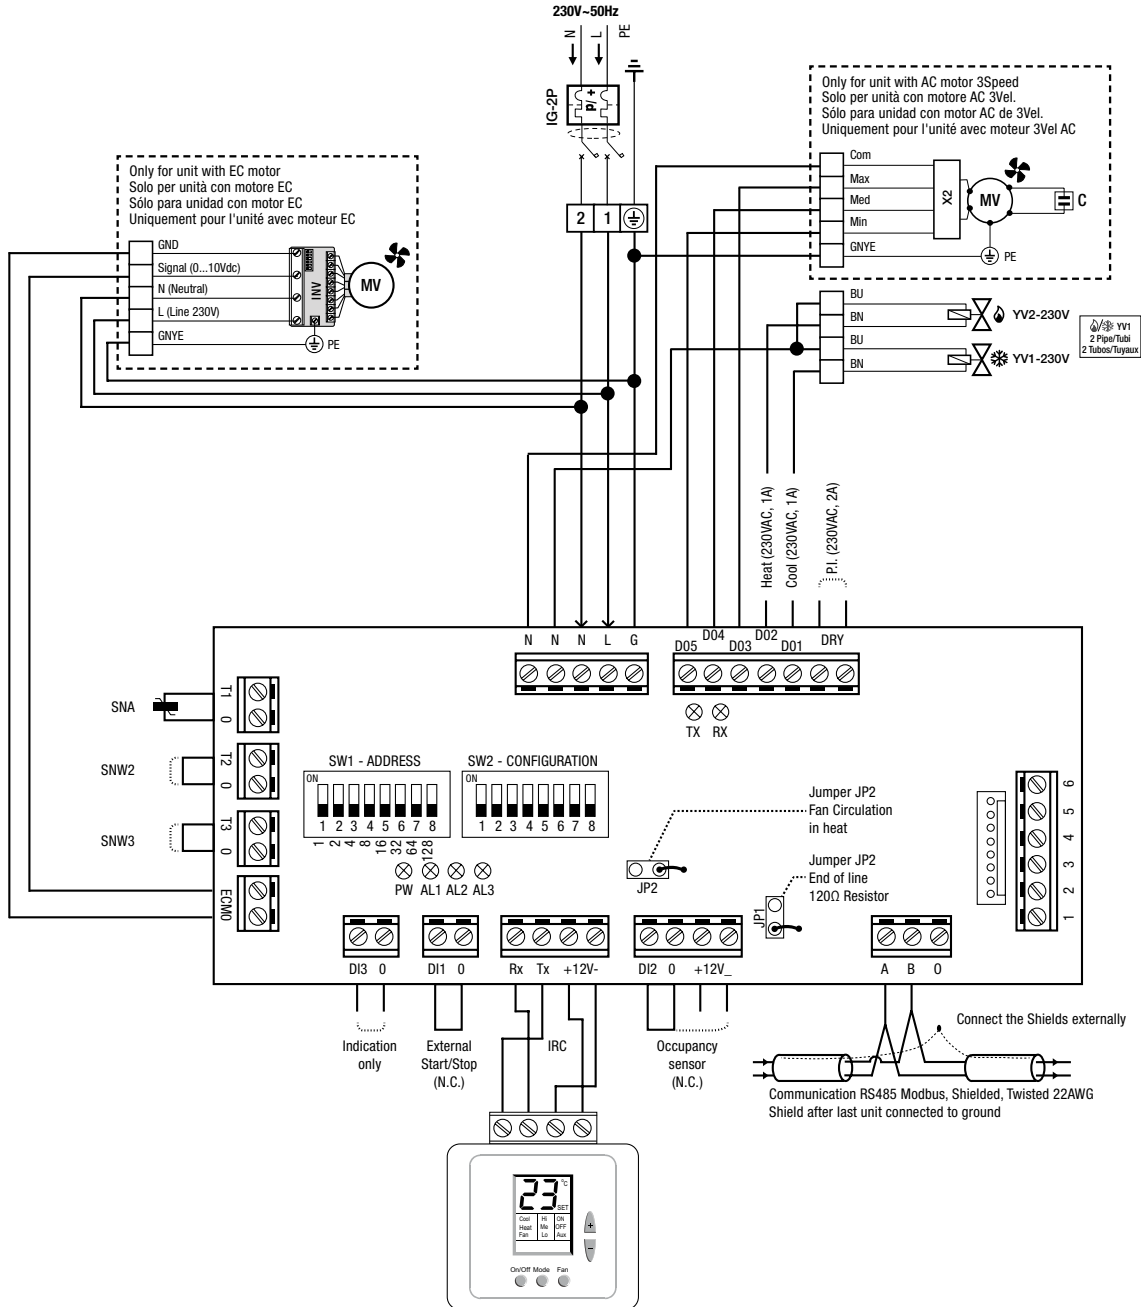 230V~50Hz
N
L
PE
IG-2P
2
1
Only for unit with AC motor 3Speed
Solo per unità con motore AC 3Vel.
Sólo para unidad con motor AC de 3Vel.
Uniquement pour l'unité avec moteur 3Vel AC
Com
Max
Med
Min
GNYE
X2
MV
C
PE
Only for unit with EC motor
Solo per unità con motore EC
Sólo para unidad con motor EC
Uniquement pour l'unité avec moteur EC
GND
Signal (0...10Vdc)
N (Neutral)
L (Line 230V)
GNYE
INV
MV
PE
BU
BN
BU
BN
YV2-230V
YV1-230V
YV1
2 Pipe/Tubi
2 Tubos/Tuyaux
Heat (230VAC, 1A)
Cool (230VAC, 1A)
P.I. (230VAC, 2A)
N N N L G
D05 D04 D03 D02 D01 DRY
TX RX
SNA
T1 0
SNW2
T2 0
SNW3
T3 0
ECM0
SW1 - ADDRESS
ON
1 2 3 4 5 6 7 8
1 2 4 8 16 32 64 128
SW2 - CONFIGURATION
ON
1 2 3 4 5 6 7 8
PW AL1 AL2 AL3
Jumper JP2
Fan Circulation
in heat
JP2
Jumper JP2
End of line
120Ω Resistor
JP1
6
5
4
3
2
1
DI3 0
DI1 0
Rx Tx +12V-
DI2 0 +12V_
A B O
Indication
only
External
Start/Stop
(N.C.)
IRC
Occupancy
sensor
(N.C.)
Connect the Shields externally
Communication RS485 Modbus, Shielded, Twisted 22AWG
Shield after last unit connected to ground
23 °C
SET
Cool Hi ON
Heat Me OFF
Fan Lo Aux
+
−
On/Off Mode Fan